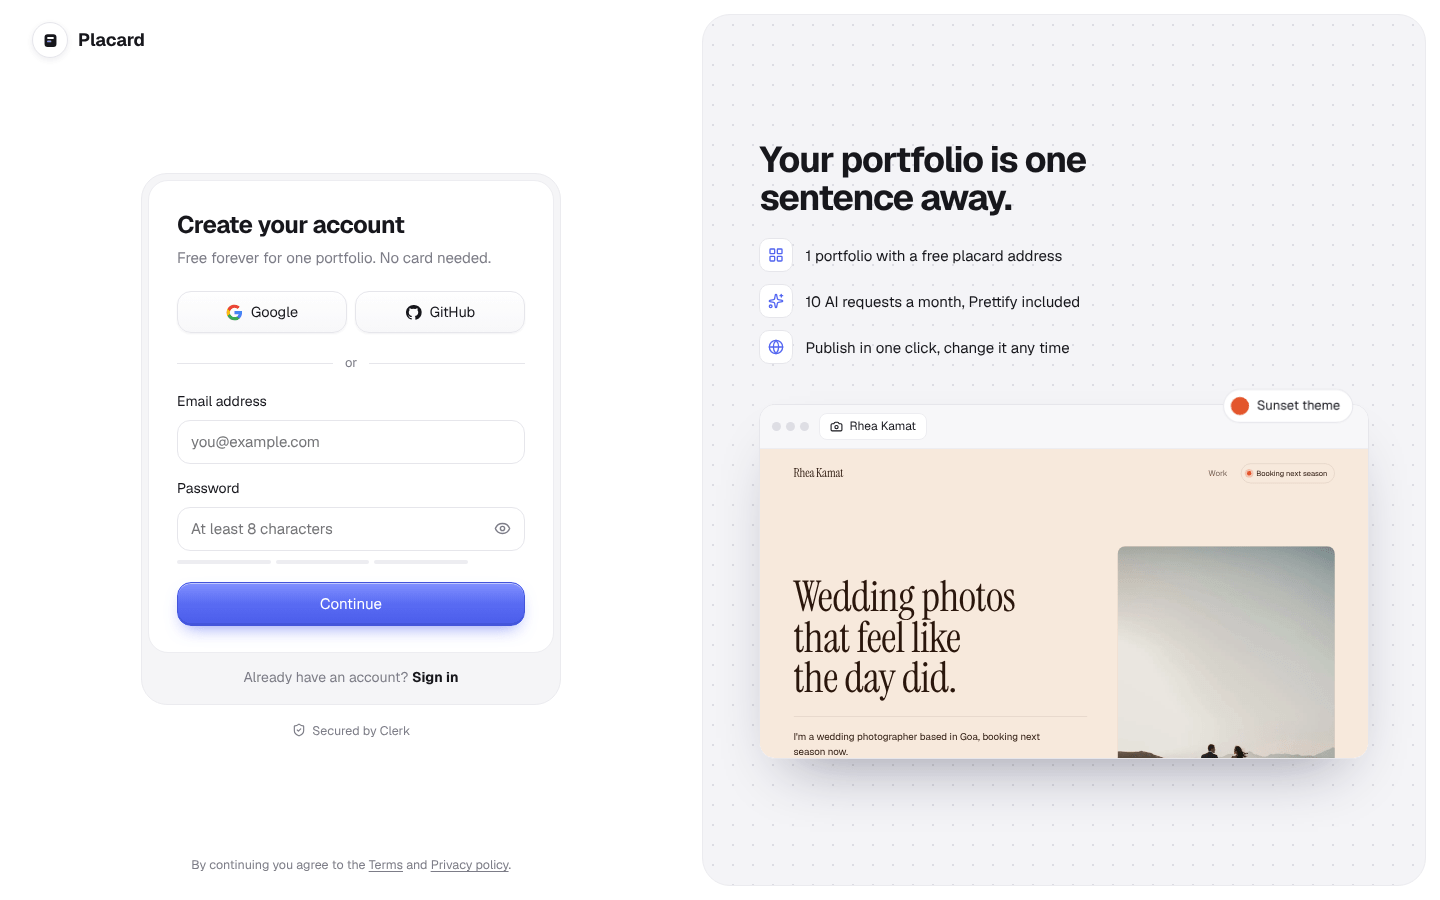 Placard
Create your account
Free forever for one portfolio. No card needed.
Google
GitHub
or
Email address
you@example.com
Password
At least 8 characters
Continue
Already have an account? Sign in
Secured by Clerk
By continuing you agree to the Terms and Privacy policy.
Your portfolio is one
sentence away.
1 portfolio with a free placard address
10 AI requests a month, Prettify included
Publish in one click, change it any time
Sunset theme
Rhea Kamat
Rhea Kamat
Work
Booking next season
Wedding photos
that feel like
the day did.
I'm a wedding photographer based in Goa, booking next
season now.